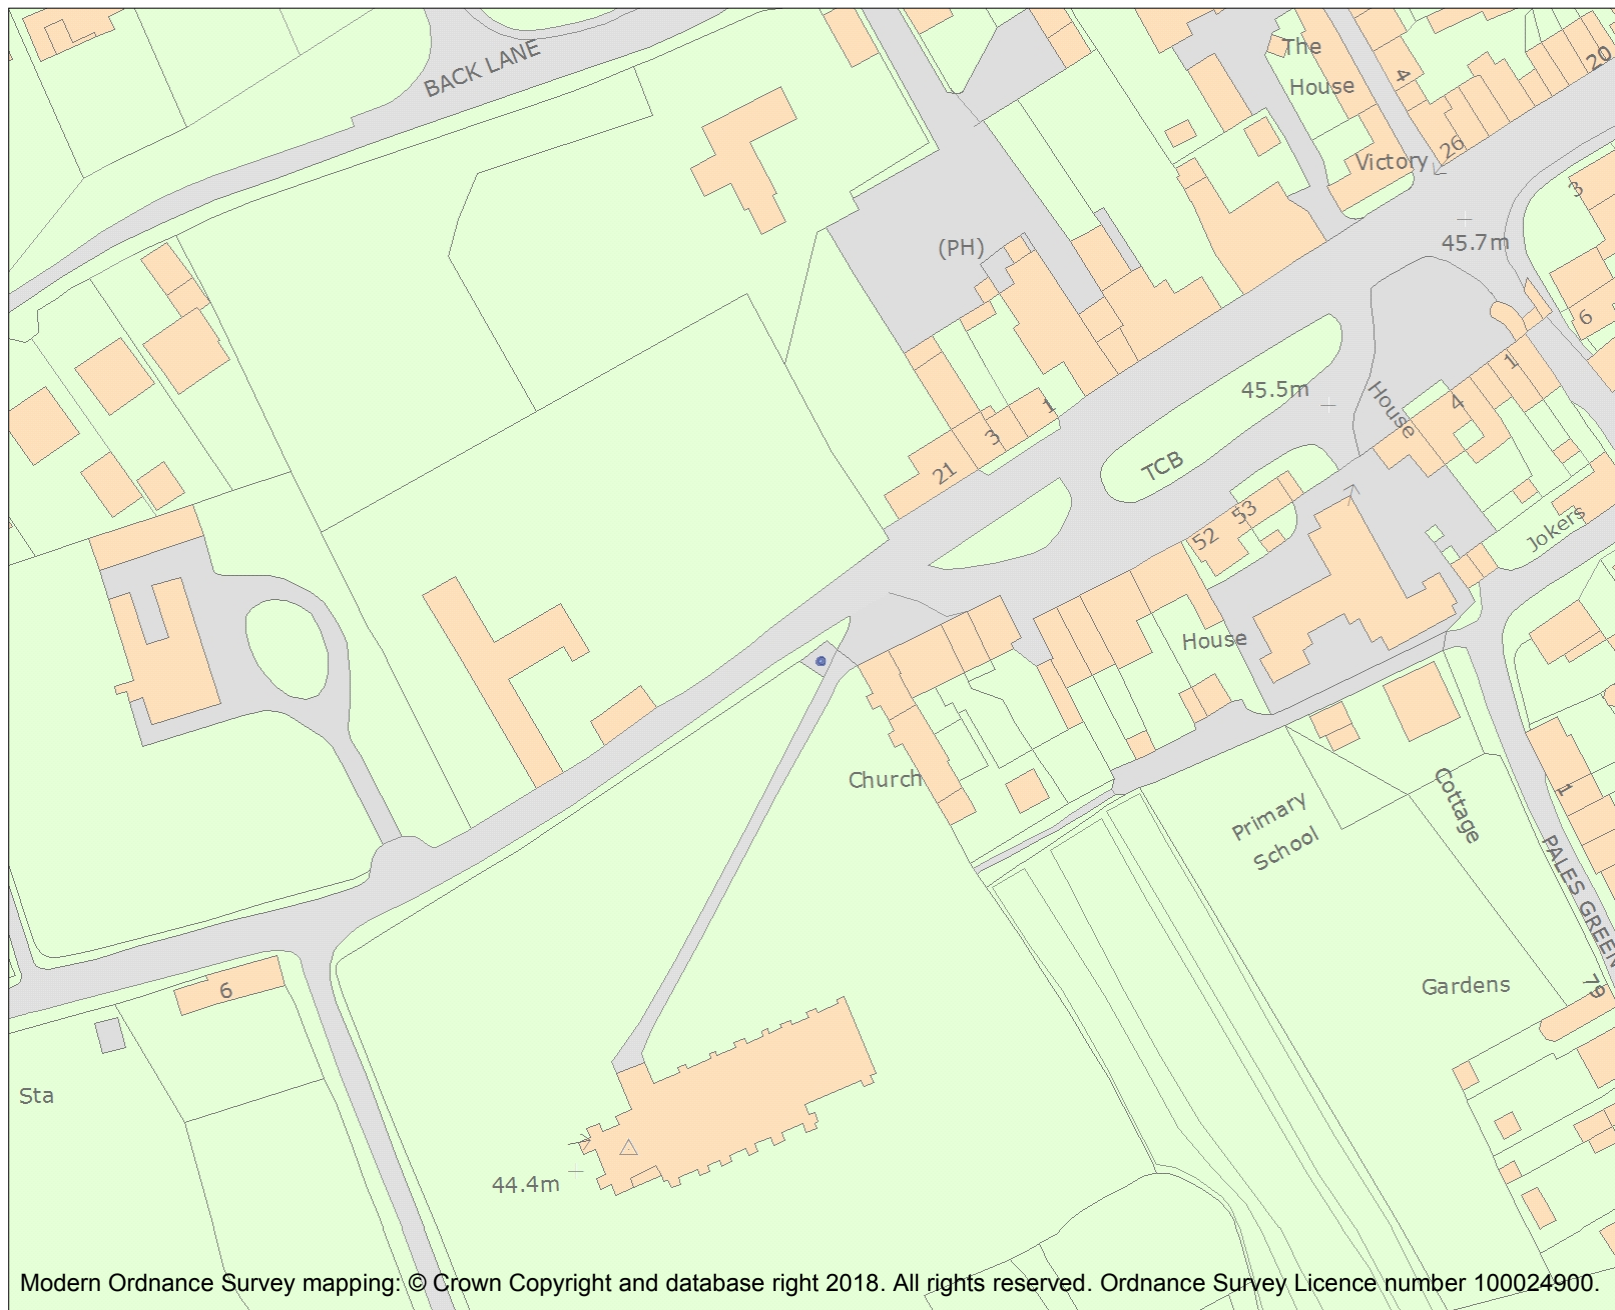 BACK LANE
The
House
4
20
26
Victory
3
45.7m
(PH)
6
1
45.5m
House
4
1
3
21
TCB
53
52
Jokers
House
Church
Primary
School
Cottage
1
PALES GREEN
Gardens
79
6
Sta
44.4m
Modern Ordnance Survey mapping: © Crown Copyright and database right 2018. All rights reserved. Ordnance Survey Licence number 100024900.